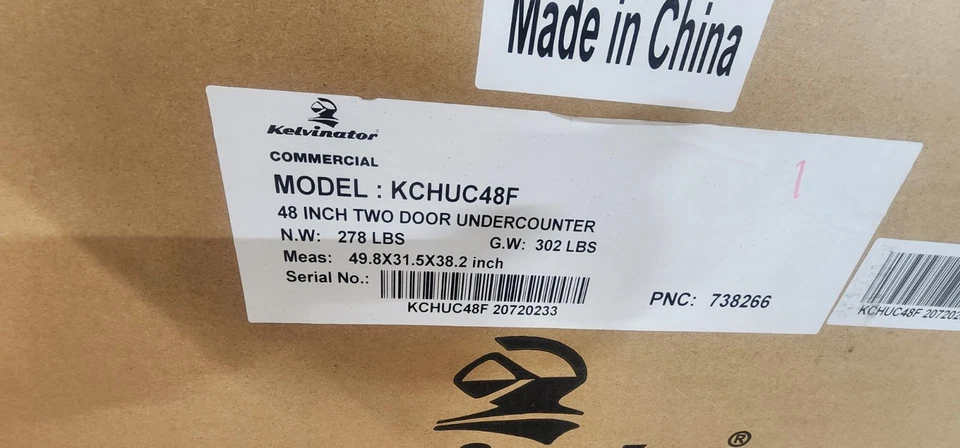 Made in China
Kelvinator
COMMERCIAL
MODEL : KCHUC48F
48 INCH TWO DOOR UNDERCOUNTER
N.W: 278 LBS G.W: 302 LBS
Meas: 49.8X31.5X38.2 inch
Serial No.:
KCHUC48F 20720233
PNC: 738266
1
KCHUC48F 207202
®